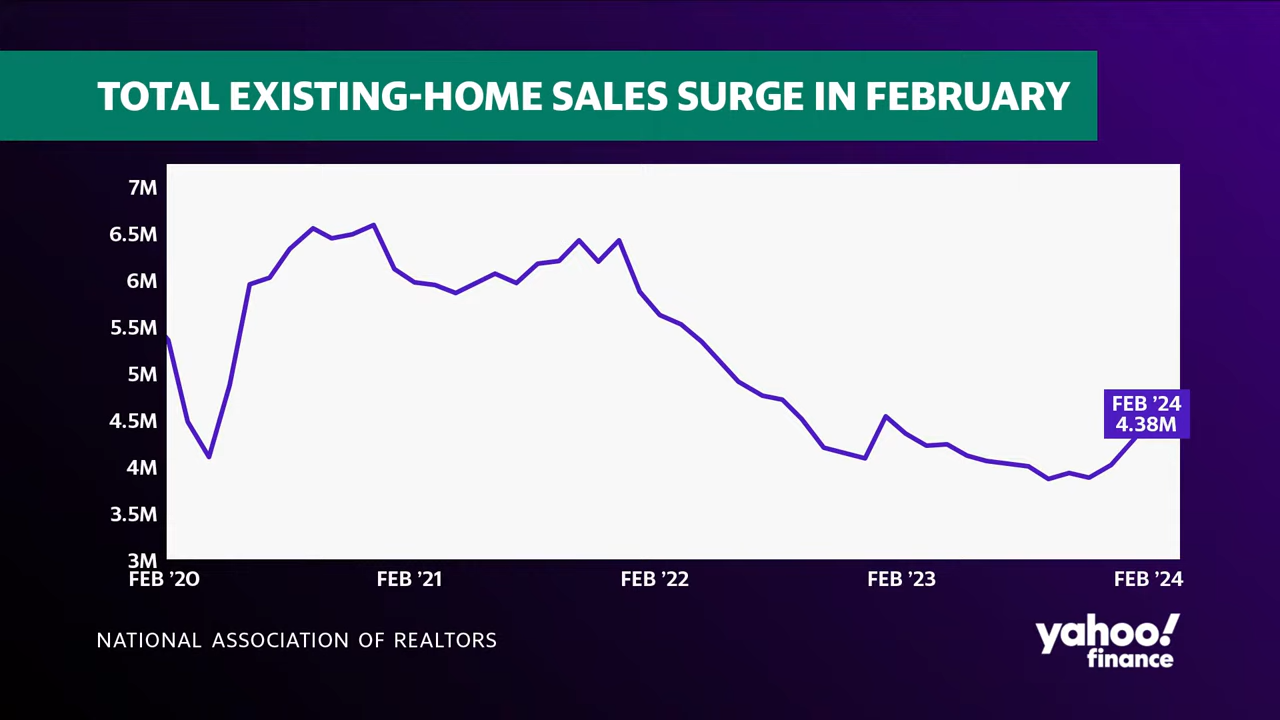 TOTAL EXISTING-HOME SALES SURGE IN FEBRUARY
7M
6.5M
6M
5.5M
5M
4.5M
4M
3.5M
3M
FEB ’24
4.38M
FEB ’20 FEB ’21 FEB ’22 FEB ’23 FEB ’24
NATIONAL ASSOCIATION OF REALTORS
yahoo!
finance